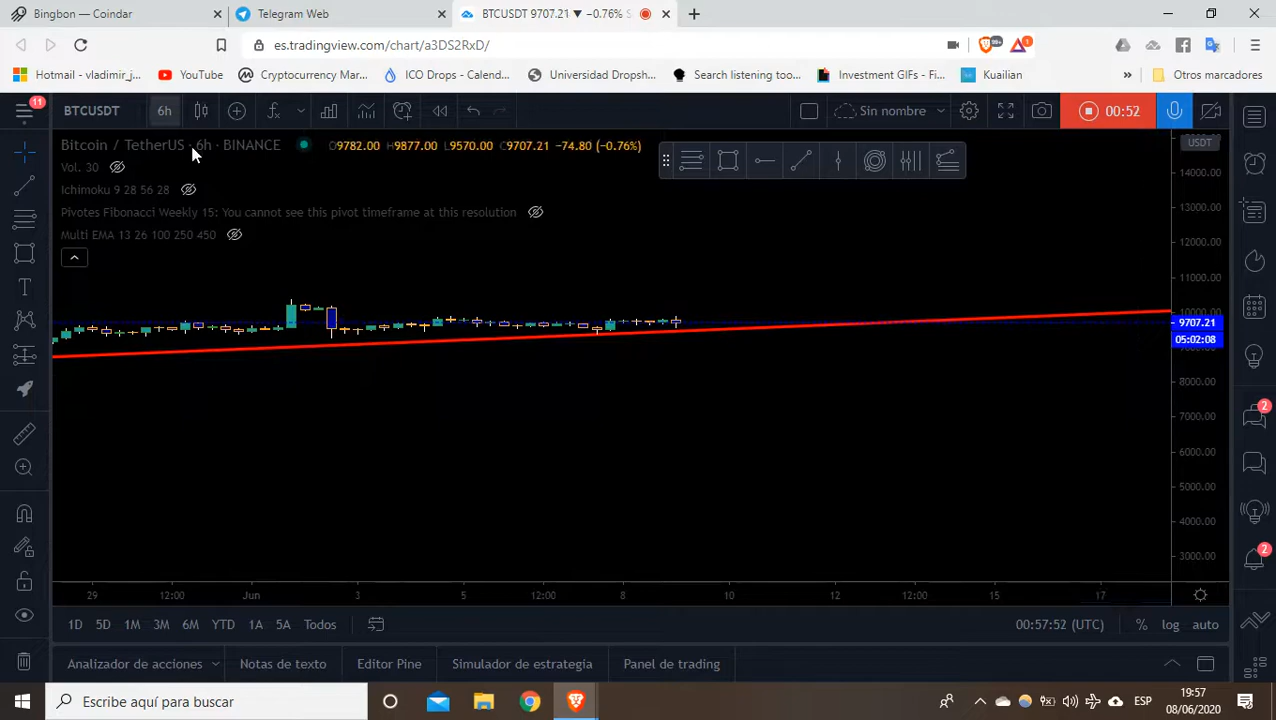 Bingbon — Coindar
Telegram Web
BTCUSDT 9707.21 ▼ −0.76% S
es.tradingview.com/chart/a3DS2RxD/
99+
1
Hotmail - vladimir_j...
YouTube
Cryptocurrency Mar...
ICO Drops - Calend...
Universidad Dropsh...
Search listening too...
Investment GIFs - Fi...
Kuailian
»
Otros marcadores
11
BTCUSDT
6h
Sin nombre
00:52
Bitcoin / TetherUS · 6h · BINANCE
O9782.00 H9877.00 L9570.00 C9707.21 −74.80 (−0.76%)
USDT
Vol. 30
Ichimoku 9 28 56 28
Pivotes Fibonacci Weekly 15: You cannot see this pivot timeframe at this resolution
Multi EMA 13 26 100 250 450
14000.00
13000.00
12000.00
11000.00
10000.00
9707.21
05:02:08
8000.00
7000.00
6000.00
5000.00
4000.00
3000.00
2
2
29 12:00 Jun 3 5 12:00 8 10 12 12:00 15 17
1D 5D 1M 3M 6M YTD 1A 5A Todos
00:57:52 (UTC) % log auto
Analizador de acciones Notas de texto Editor Pine Simulador de estrategia Panel de trading
Escribe aquí para buscar
ESP
19:57
08/06/2020